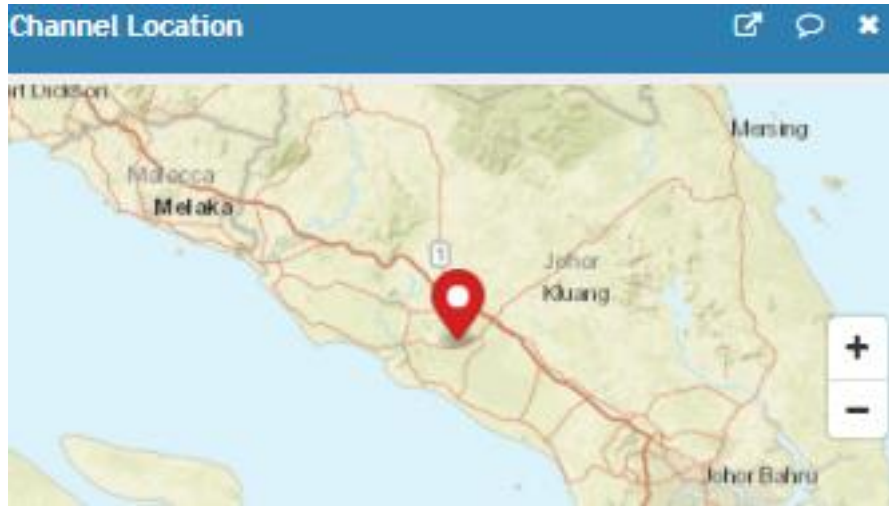 Channel Location
rt Dickson
Mersing
Malacca
Melaka
1
Johor
Kluang
+
−
Johor Bahru